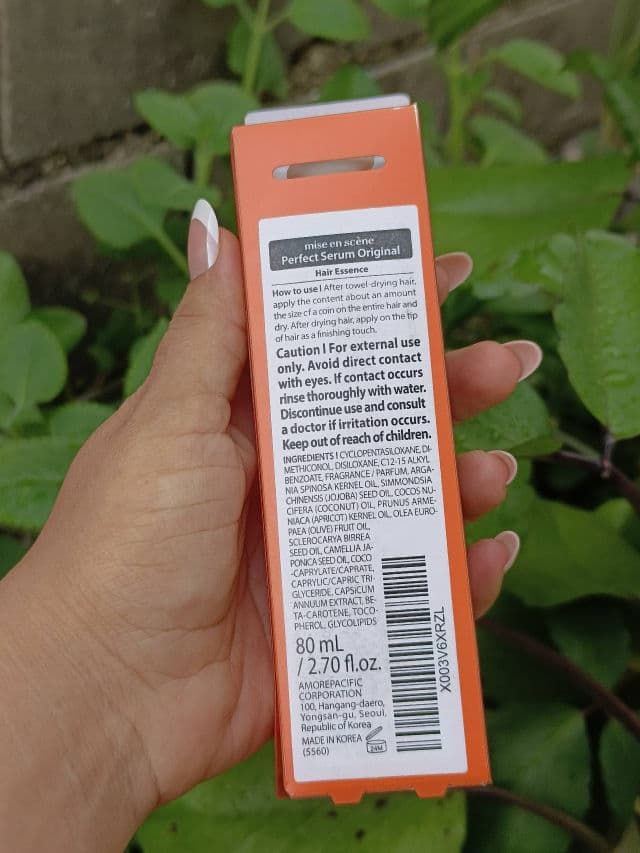 mise en scène
Perfect Serum Original
Hair Essence
How to use | After towel-drying hair,
apply the content about an amount
the size of a coin on the entire hair and
dry. After drying hair, apply on the tip
of hair as a finishing touch.
Caution | For external use
only. Avoid direct contact
with eyes. If contact occurs
rinse thoroughly with water.
Discontinue use and consult
a doctor if irritation occurs.
Keep out of reach of children.
INGREDIENTS | CYCLOPENTASILOXANE, DI-
METHICONOL, DISILOXANE, C12-15 ALKYL
BENZOATE, FRAGRANCE / PARFUM, ARGA-
NIA SPINOSA KERNEL OIL, SIMMONDSIA
CHINENSIS (JOJOBA) SEED OIL, COCOS NU-
CIFERA (COCONUT) OIL, PRUNUS ARME-
NIACA (APRICOT) KERNEL OIL, OLEA EURO-
PAEA (OLIVE) FRUIT OIL,
SCLEROCARYA BIRREA
SEED OIL, CAMELLIA JA-
PONICA SEED OIL, COCO
-CAPRYLATE/CAPRATE,
CAPRYLIC/CAPRIC TRI-
GLYCERIDE, CAPSICUM
ANNUUM EXTRACT, BE-
TA-CAROTENE, TOCO-
PHEROL, GLYCOLIPIDS
80 mL
/ 2.70 fl.oz.
AMOREPACIFIC
CORPORATION
100, Hangang-daero,
Yongsan-gu, Seoul,
Republic of Korea
MADE IN KOREA
(5560)
24M
X003V6XRZL